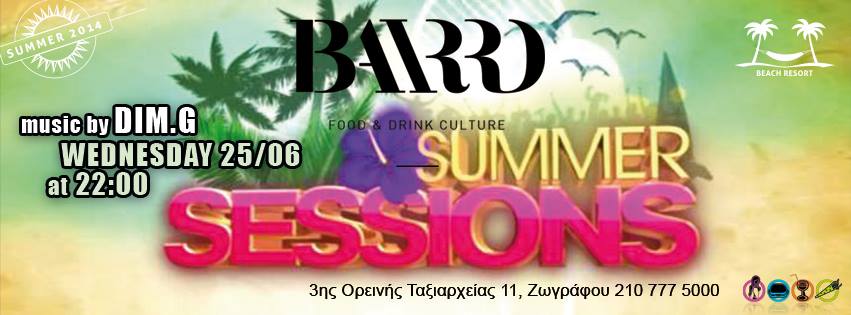 SUMMER 2014
BARRO
FOOD & DRINK CULTURE
BEACH RESORT
music by DIM.G
WEDNESDAY 25/06
at 22:00
SUMMER
SESSIONS
3ης Ορεινής Ταξιαρχείας 11, Ζωγράφου 210 777 5000